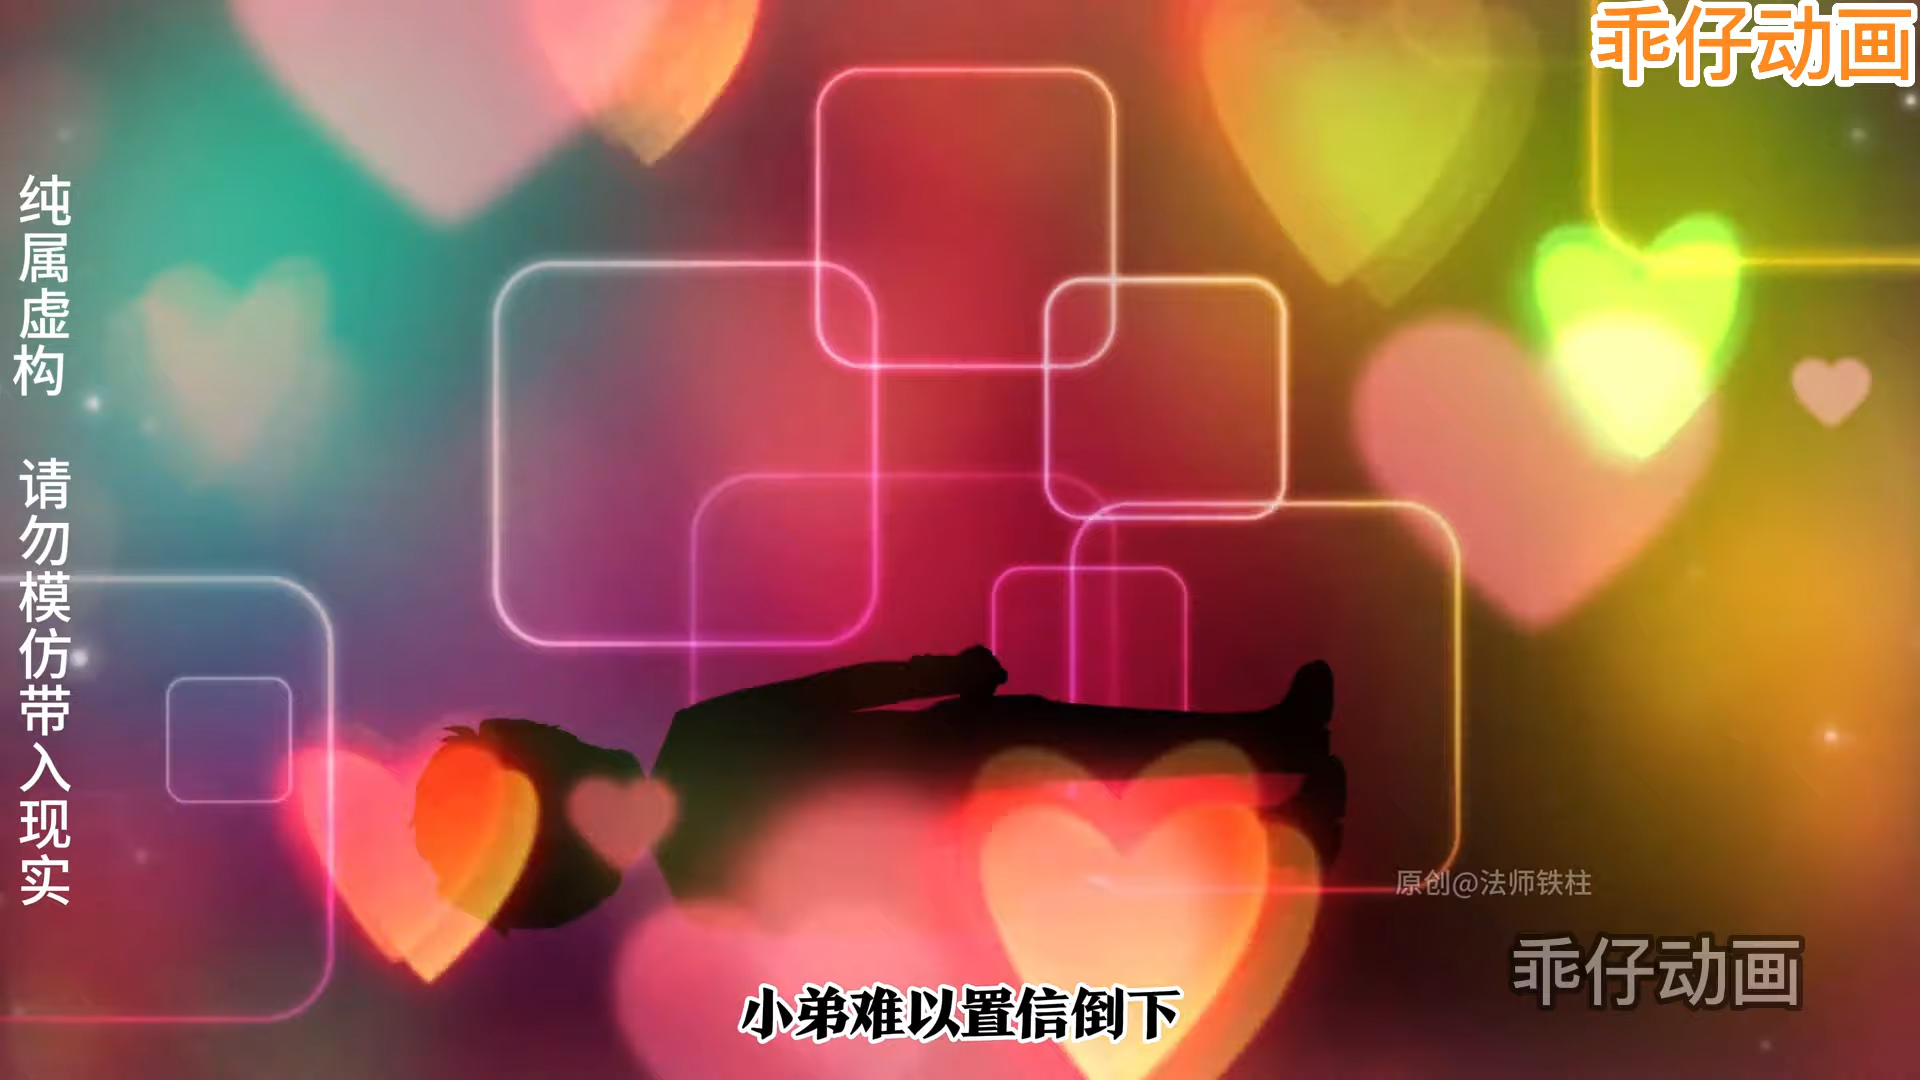 乖仔动画
纯属虚构 请勿模仿带入现实
原创@法师铁柱
乖仔动画
小弟难以置信倒下